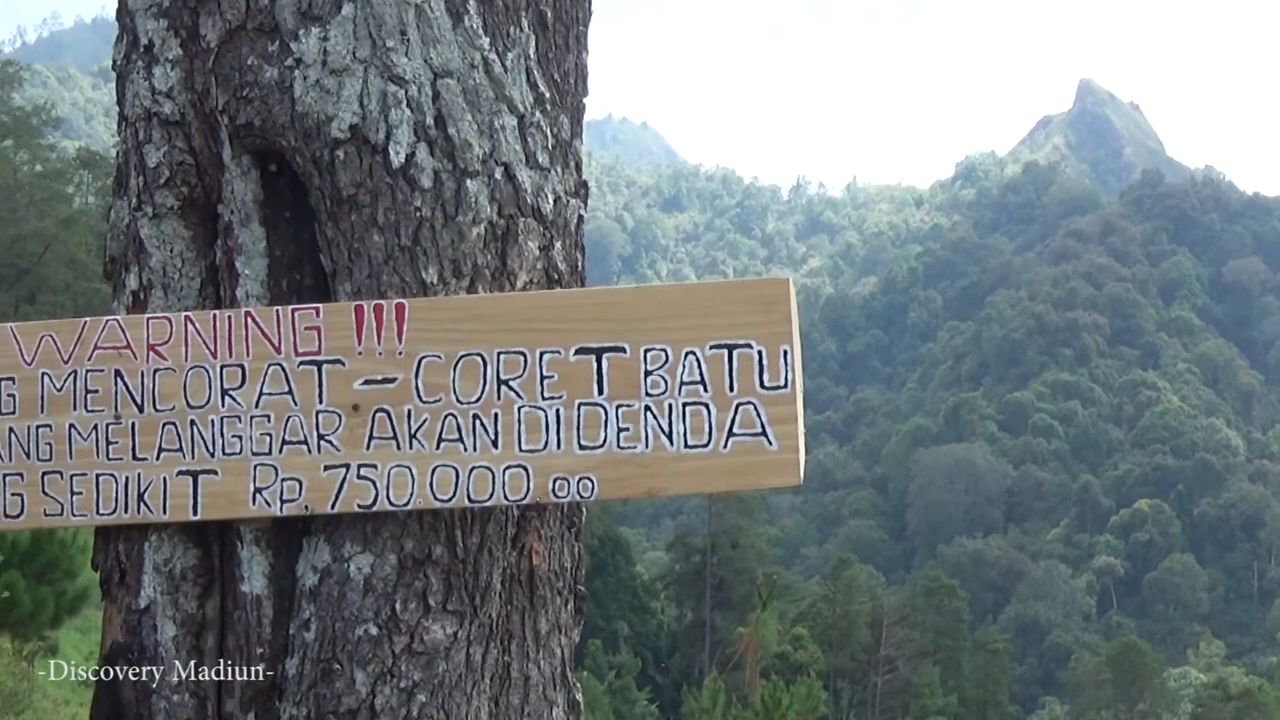 WARNING !!!
G MENCORAT-CORET BATU
ANG MELANGGAR AKAN DI DENDA
G SEDIKIT Rp. 750.000 00
-Discovery Madiun-